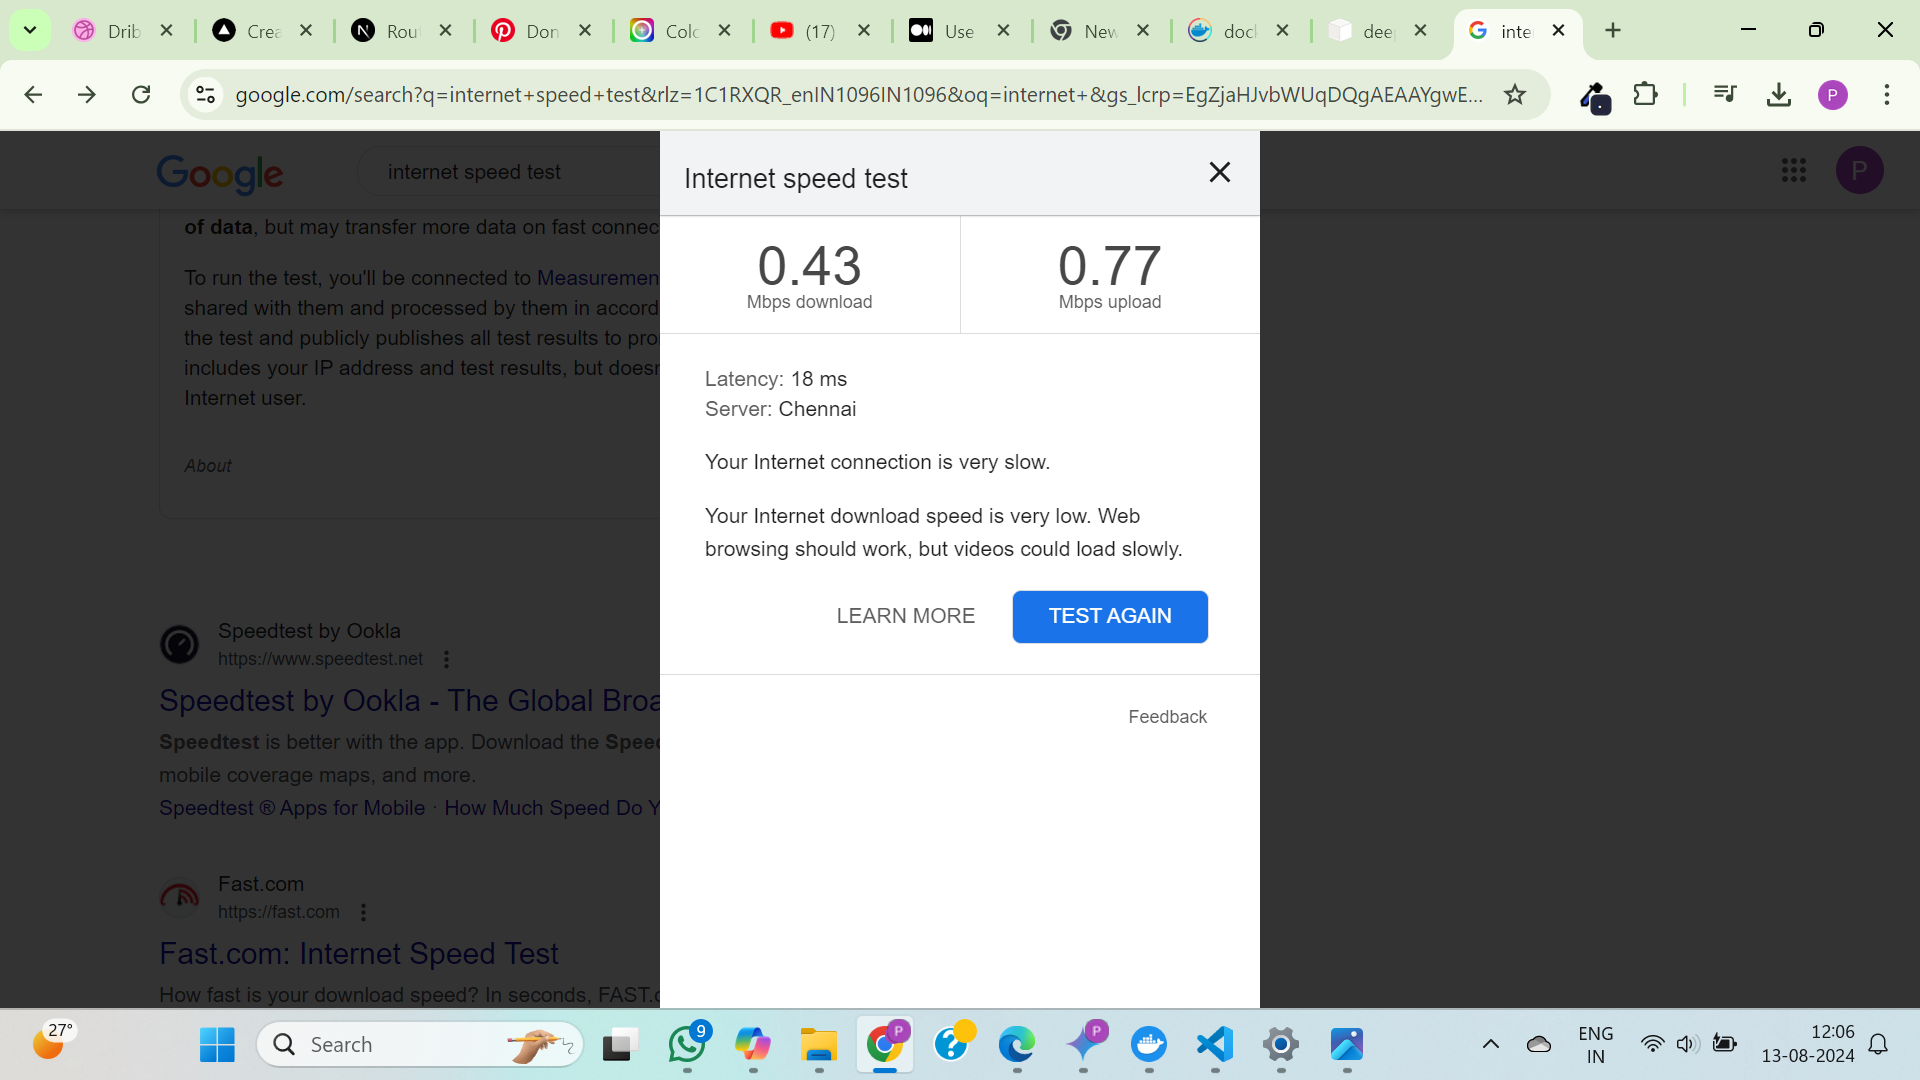 Drib
Crea
Rout
Don
Colo
(17)
Use
New
doc
deep
inte
google.com/search?q=internet+speed+test&rlz=1C1RXQR_enIN1096IN1096&oq=internet+&gs_lcrp=EgZjaHJvbWUqDQgAEAAYgwE...
P
Google
internet speed test
P
of data, but may transfer more data on fast connec
To run the test, you'll be connected to Measuremen
shared with them and processed by them in accord
the test and publicly publishes all test results to pro
includes your IP address and test results, but doesn
Internet user.
About
Speedtest by Ookla
https://www.speedtest.net
Speedtest by Ookla - The Global Broa
Speedtest is better with the app. Download the Speed
mobile coverage maps, and more.
Speedtest ® Apps for Mobile · How Much Speed Do Y
Fast.com
https://fast.com
Fast.com: Internet Speed Test
How fast is your download speed? In seconds, FAST.c
Internet speed test
0.43
Mbps download
0.77
Mbps upload
Latency: 18 ms
Server: Chennai
Your Internet connection is very slow.
Your Internet download speed is very low. Web
browsing should work, but videos could load slowly.
LEARN MORE
TEST AGAIN
Feedback
27°
Search
9
P
P
ENG
IN
12:06
13-08-2024